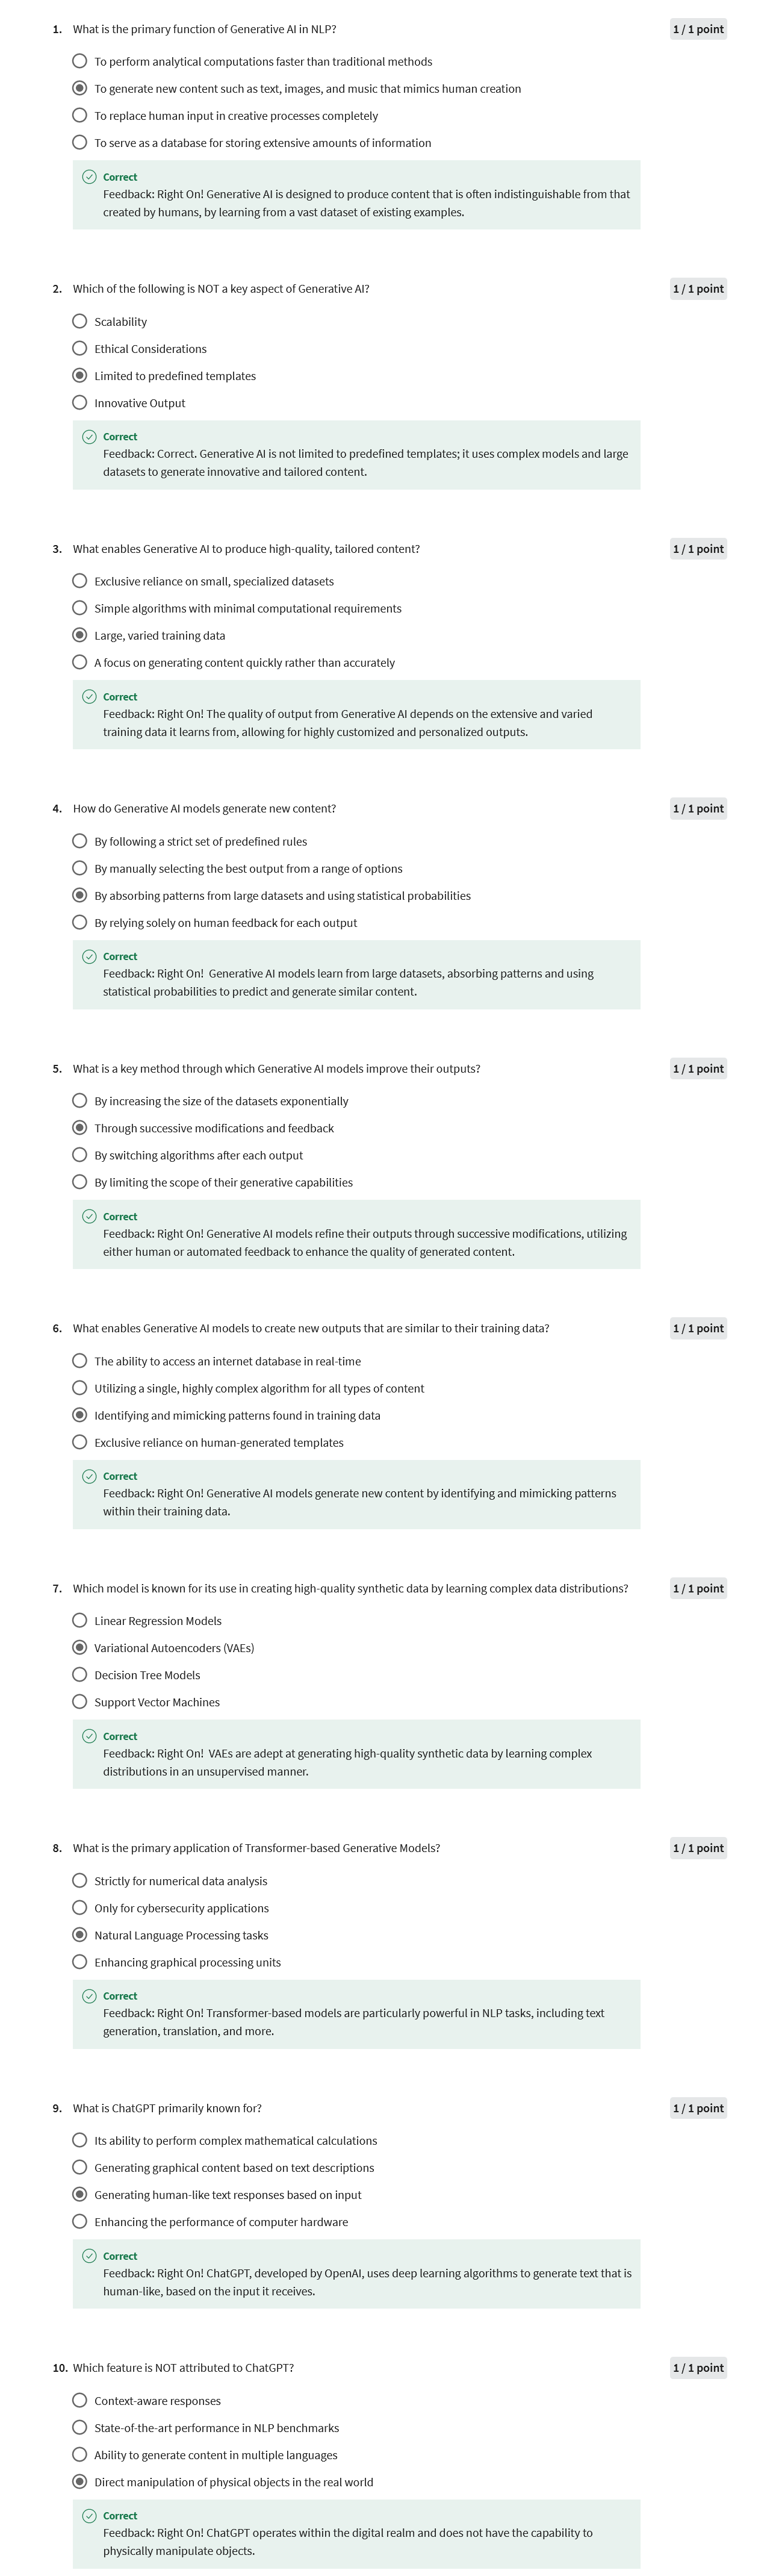 1. What is the primary function of Generative AI in NLP?
1 / 1 point
To perform analytical computations faster than traditional methods
To generate new content such as text, images, and music that mimics human creation
To replace human input in creative processes completely
To serve as a database for storing extensive amounts of information
Correct
Feedback: Right On! Generative AI is designed to produce content that is often indistinguishable from that
created by humans, by learning from a vast dataset of existing examples.
2. Which of the following is NOT a key aspect of Generative AI?
1 / 1 point
Scalability
Ethical Considerations
Limited to predefined templates
Innovative Output
Correct
Feedback: Correct. Generative AI is not limited to predefined templates; it uses complex models and large
datasets to generate innovative and tailored content.
3. What enables Generative AI to produce high-quality, tailored content?
1 / 1 point
Exclusive reliance on small, specialized datasets
Simple algorithms with minimal computational requirements
Large, varied training data
A focus on generating content quickly rather than accurately
Correct
Feedback: Right On! The quality of output from Generative AI depends on the extensive and varied
training data it learns from, allowing for highly customized and personalized outputs.
4. How do Generative AI models generate new content?
1 / 1 point
By following a strict set of predefined rules
By manually selecting the best output from a range of options
By absorbing patterns from large datasets and using statistical probabilities
By relying solely on human feedback for each output
Correct
Feedback: Right On! Generative AI models learn from large datasets, absorbing patterns and using
statistical probabilities to predict and generate similar content.
5. What is a key method through which Generative AI models improve their outputs?
1 / 1 point
By increasing the size of the datasets exponentially
Through successive modifications and feedback
By switching algorithms after each output
By limiting the scope of their generative capabilities
Correct
Feedback: Right On! Generative AI models refine their outputs through successive modifications, utilizing
either human or automated feedback to enhance the quality of generated content.
6. What enables Generative AI models to create new outputs that are similar to their training data?
1 / 1 point
The ability to access an internet database in real-time
Utilizing a single, highly complex algorithm for all types of content
Identifying and mimicking patterns found in training data
Exclusive reliance on human-generated templates
Correct
Feedback: Right On! Generative AI models generate new content by identifying and mimicking patterns
within their training data.
7. Which model is known for its use in creating high-quality synthetic data by learning complex data distributions?
1 / 1 point
Linear Regression Models
Variational Autoencoders (VAEs)
Decision Tree Models
Support Vector Machines
Correct
Feedback: Right On! VAEs are adept at generating high-quality synthetic data by learning complex
distributions in an unsupervised manner.
8. What is the primary application of Transformer-based Generative Models?
1 / 1 point
Strictly for numerical data analysis
Only for cybersecurity applications
Natural Language Processing tasks
Enhancing graphical processing units
Correct
Feedback: Right On! Transformer-based models are particularly powerful in NLP tasks, including text
generation, translation, and more.
9. What is ChatGPT primarily known for?
1 / 1 point
Its ability to perform complex mathematical calculations
Generating graphical content based on text descriptions
Generating human-like text responses based on input
Enhancing the performance of computer hardware
Correct
Feedback: Right On! ChatGPT, developed by OpenAI, uses deep learning algorithms to generate text that is
human-like, based on the input it receives.
10. Which feature is NOT attributed to ChatGPT?
1 / 1 point
Context-aware responses
State-of-the-art performance in NLP benchmarks
Ability to generate content in multiple languages
Direct manipulation of physical objects in the real world
Correct
Feedback: Right On! ChatGPT operates within the digital realm and does not have the capability to
physically manipulate objects.